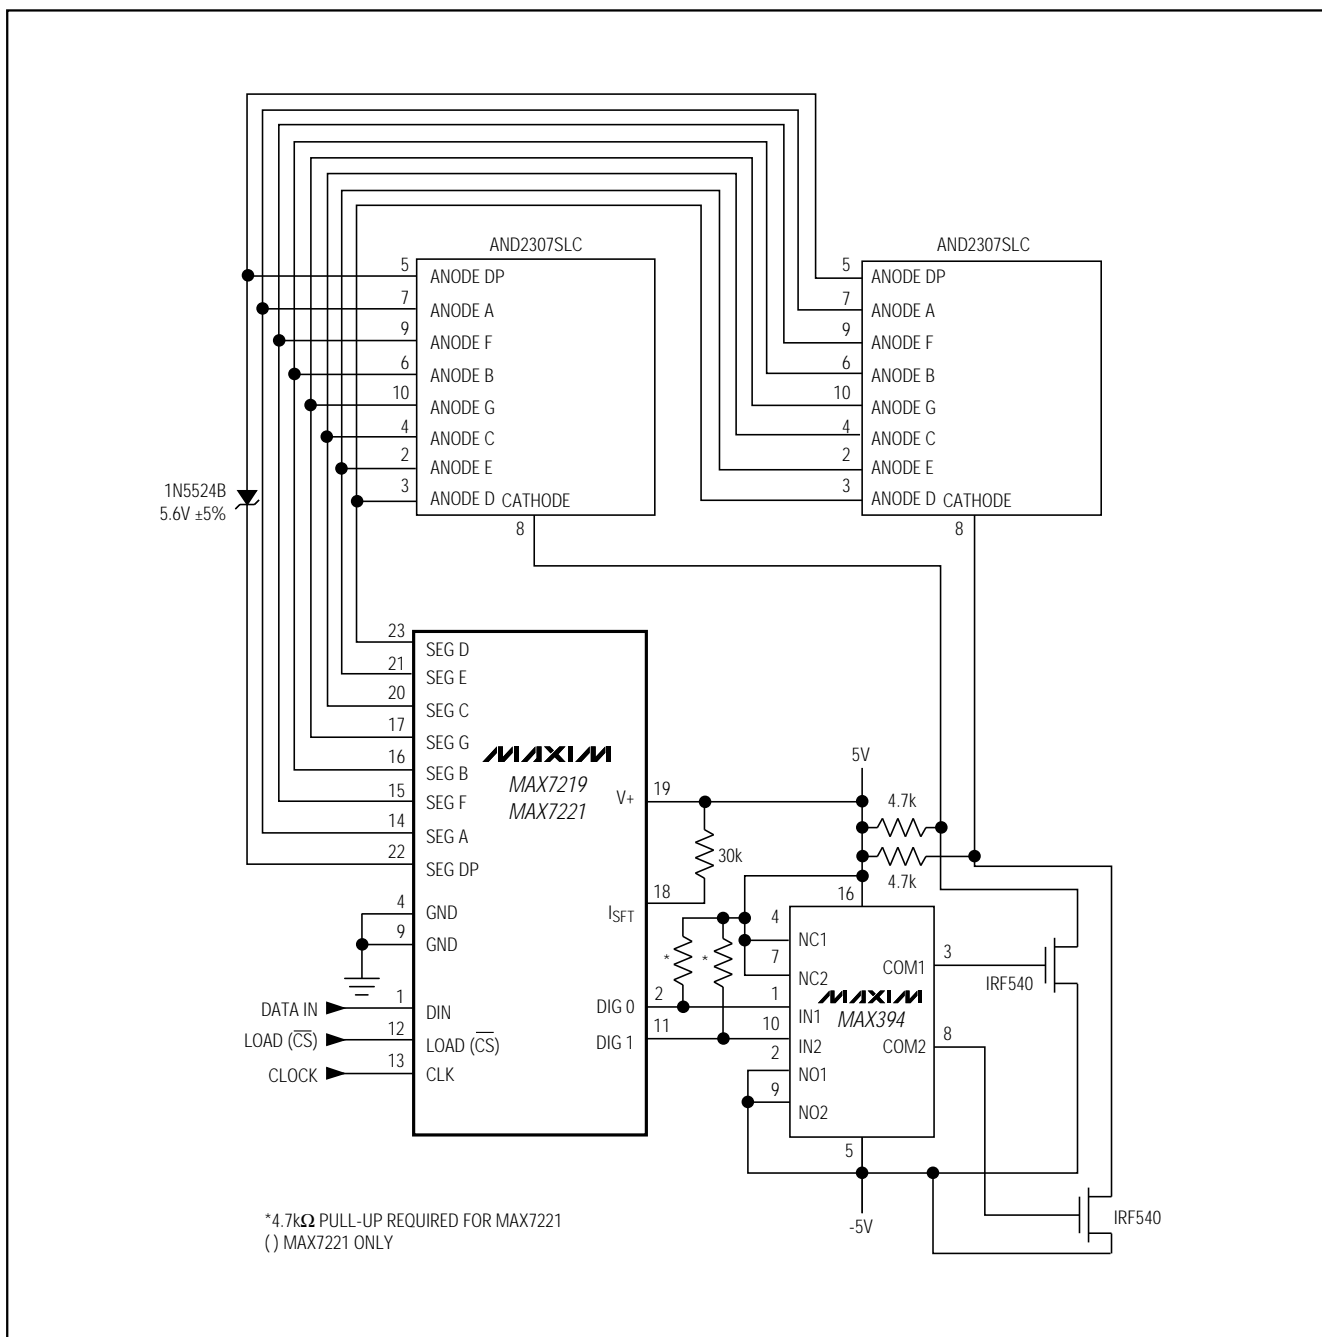 AND2307SLC
5
ANODE DP
7
ANODE A
9
ANODE F
6
ANODE B
10
ANODE G
4
ANODE C
2
ANODE E
3
ANODE D CATHODE
8
AND2307SLC
5
ANODE DP
7
ANODE A
9
ANODE F
6
ANODE B
10
ANODE G
4
ANODE C
2
ANODE E
3
ANODE D CATHODE
8
1N5524B
5.6V ±5%
23
SEG D
21
SEG E
20
SEG C
17
SEG G
16
SEG B
15
SEG F
14
SEG A
22
SEG DP
4
GND
9
GND
DATA IN
1
DIN
LOAD (C̅S̅)
12
LOAD (C̅S̅)
CLOCK
13
CLK
MAXIM
MAX7219
MAX7221
V+
19
30k
18
ISFT
*
*
DIG 0
2
DIG 1
11
5V
4.7k
4.7k
16
4
NC1
7
NC2
1
IN1
10
IN2
2
NO1
9
NO2
MAXIM
MAX394
COM1
3
COM2
8
5
-5V
IRF540
IRF540
*4.7kΩ PULL-UP REQUIRED FOR MAX7221
( ) MAX7221 ONLY